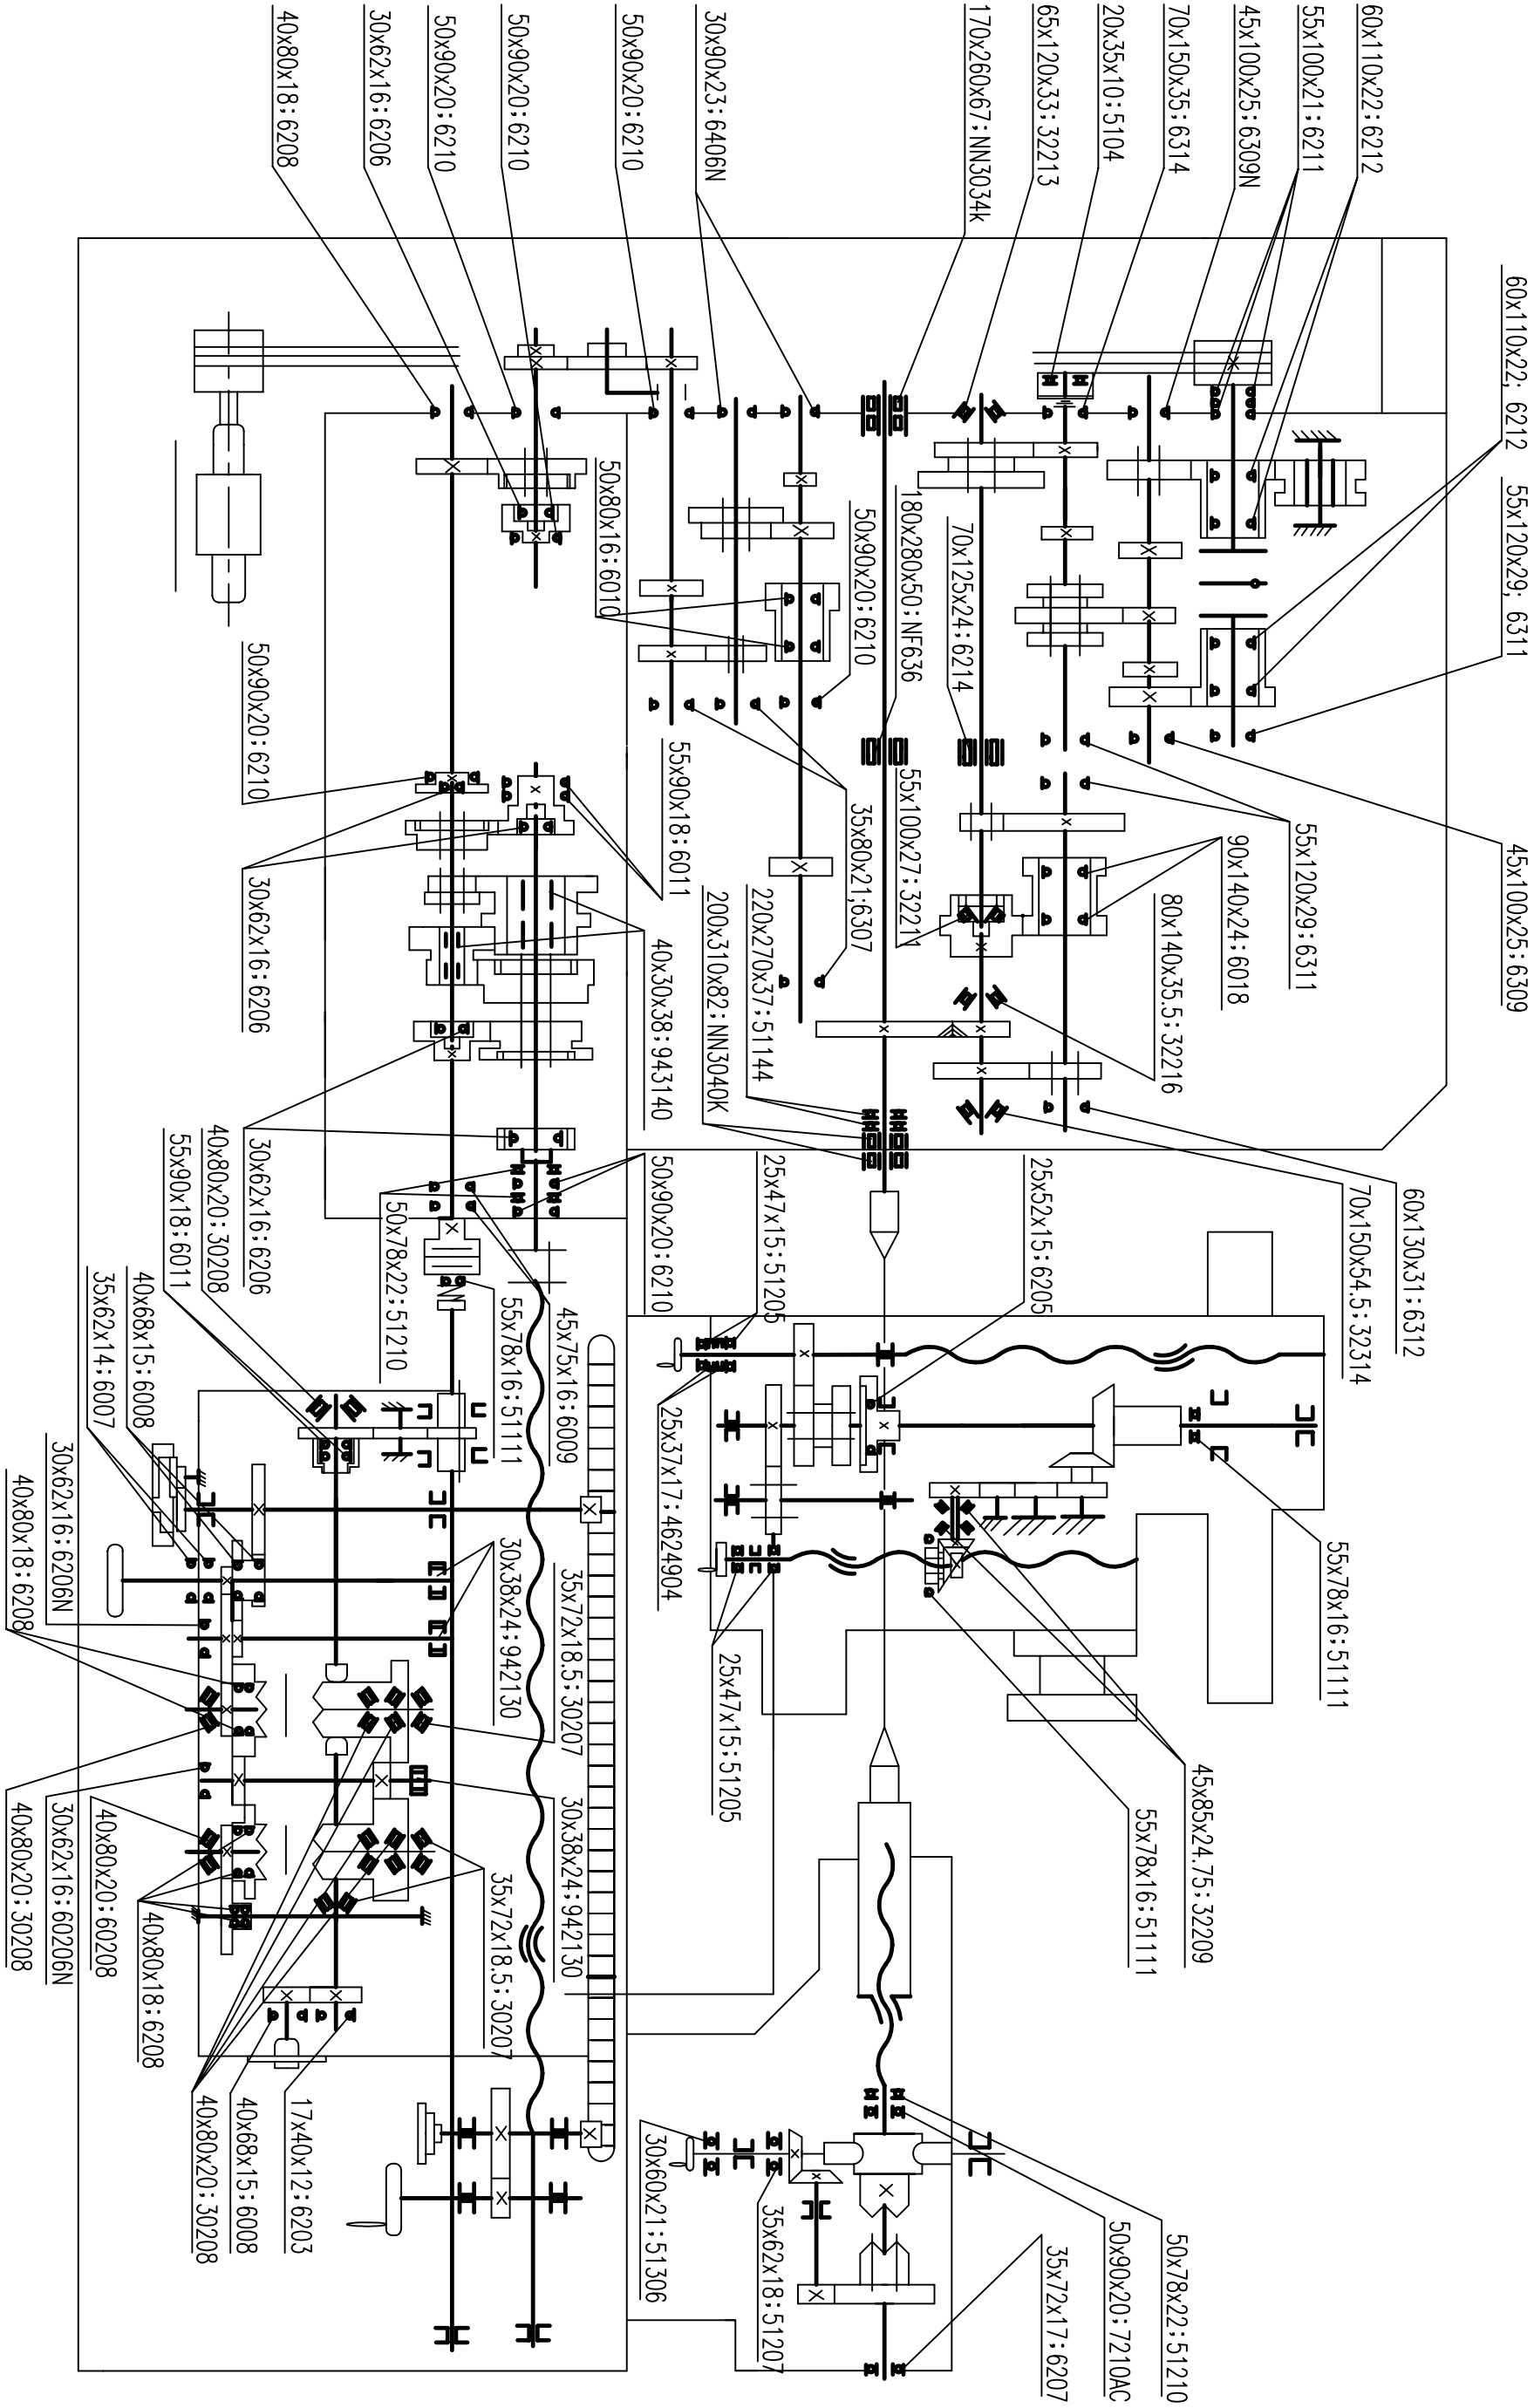 40x80x18;6208
30x62x16;6206
50x90x20;6210
50x90x20;6210
50x90x20;6210
30x90x23;6406N
170x260x67;NN3034k
65x120x33;32213
20x35x10;5104
70x150x35;6314
45x100x25;6309N
55x100x21;6211
60x110x22;6212
60x110x22; 6212
55x120x29; 6311
45x100x25;6309
50x80x16;6010
50x90x20;6210
180x280x50;NF636
70x125x24;6214
50x90x20;6210
55x90x18;6011
35x80x21;6307
55x100x27;32211
55x120x29;6311
90x140x24;6018
80x140x35.5;32216
30x62x16;6206
40x30x38;943140
200x310x82;NN3040K
220x270x37;51144
55x90x18;6011
40x80x20;30208
30x62x16;6206
50x78x22;51210
50x90x20;6210
25x47x15;51205
25x52x15;6205
70x150x54.5;32314
60x130x31;6312
35x62x14;6007
40x68x15;6008
55x78x16;51111
45x75x16;6009
25x37x17;4624904
55x78x16;51111
40x80x18;6208
30x62x16;6206N
30x38x24;942130
35x72x18.5;30207
25x47x15;51205
55x78x16;51111
45x85x24.75;32209
40x80x20;30208
30x62x16;60206N
40x80x20;60208
40x80x18;6208
35x72x18.5;30207
30x38x24;942130
40x80x20;30208
40x68x15;6008
17x40x12;6203
30x60x21;51306
35x62x18;51207
35x72x17;6207
50x90x20;7210AC
50x78x22;51210